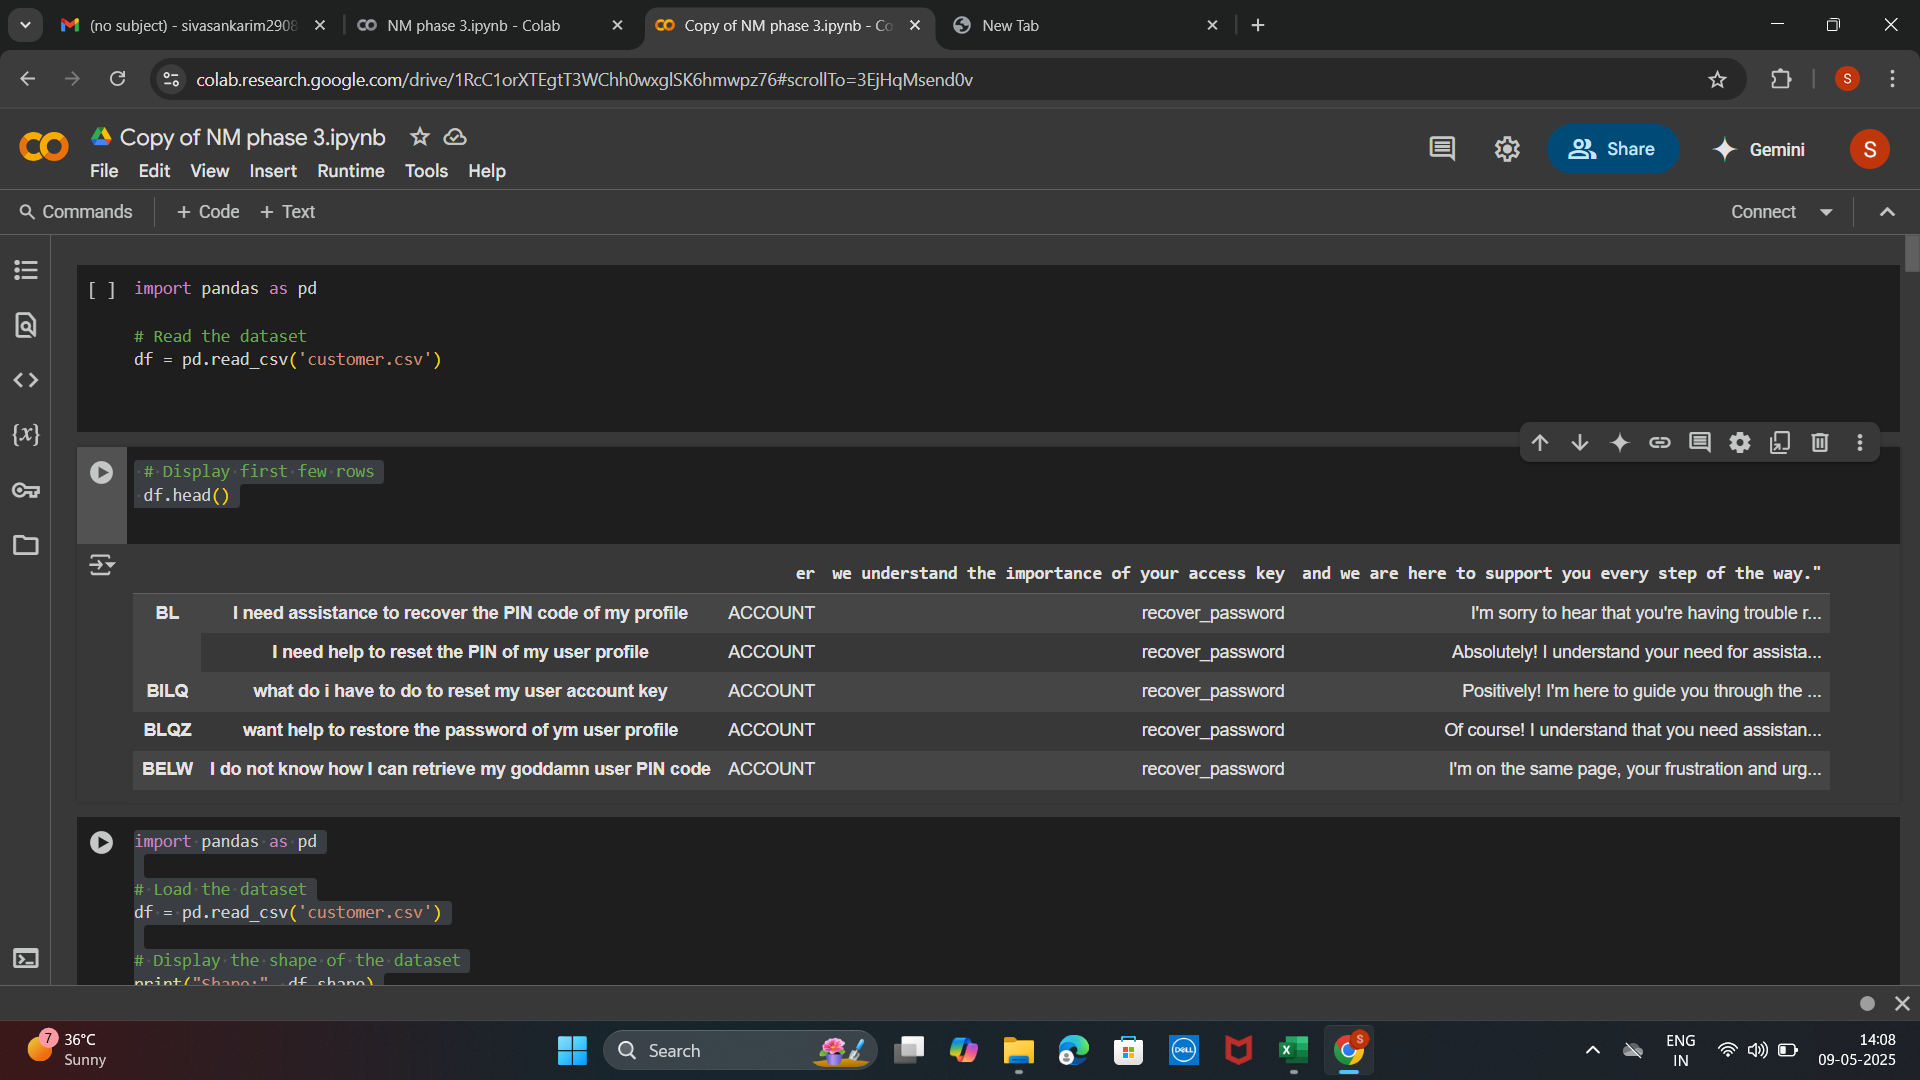 (no subject) - sivasankarim2908
NM phase 3.ipynb - Colab
Copy of NM phase 3.ipynb - Co
New Tab
colab.research.google.com/drive/1RcC1orXTEgtT3WChh0wxglSK6hmwpz76#scrollTo=3EjHqMsend0v
S
CO
Copy of NM phase 3.ipynb
File Edit View Insert Runtime Tools Help
Share
Gemini
S
Commands
+ Code + Text
Connect
[ ] import pandas as pd
# Read the dataset
df = pd.read_csv('customer.csv')
# Display first few rows
df.head()
er we understand the importance of your access key and we are here to support you every step of the way."
BL I need assistance to recover the PIN code of my profile ACCOUNT recover_password I'm sorry to hear that you're having trouble r...
I need help to reset the PIN of my user profile ACCOUNT recover_password Absolutely! I understand your need for assista...
BILQ what do i have to do to reset my user account key ACCOUNT recover_password Positively! I'm here to guide you through the ...
BLQZ want help to restore the password of ym user profile ACCOUNT recover_password Of course! I understand that you need assistan...
BELW I do not know how I can retrieve my goddamn user PIN code ACCOUNT recover_password I'm on the same page, your frustration and urg...
import pandas as pd
# Load the dataset
df = pd.read_csv('customer.csv')
# Display the shape of the dataset
print("Shape:", df.shape)
7
36°C
Sunny
Search
DELL
S
ENG
IN
14:08
09-05-2025